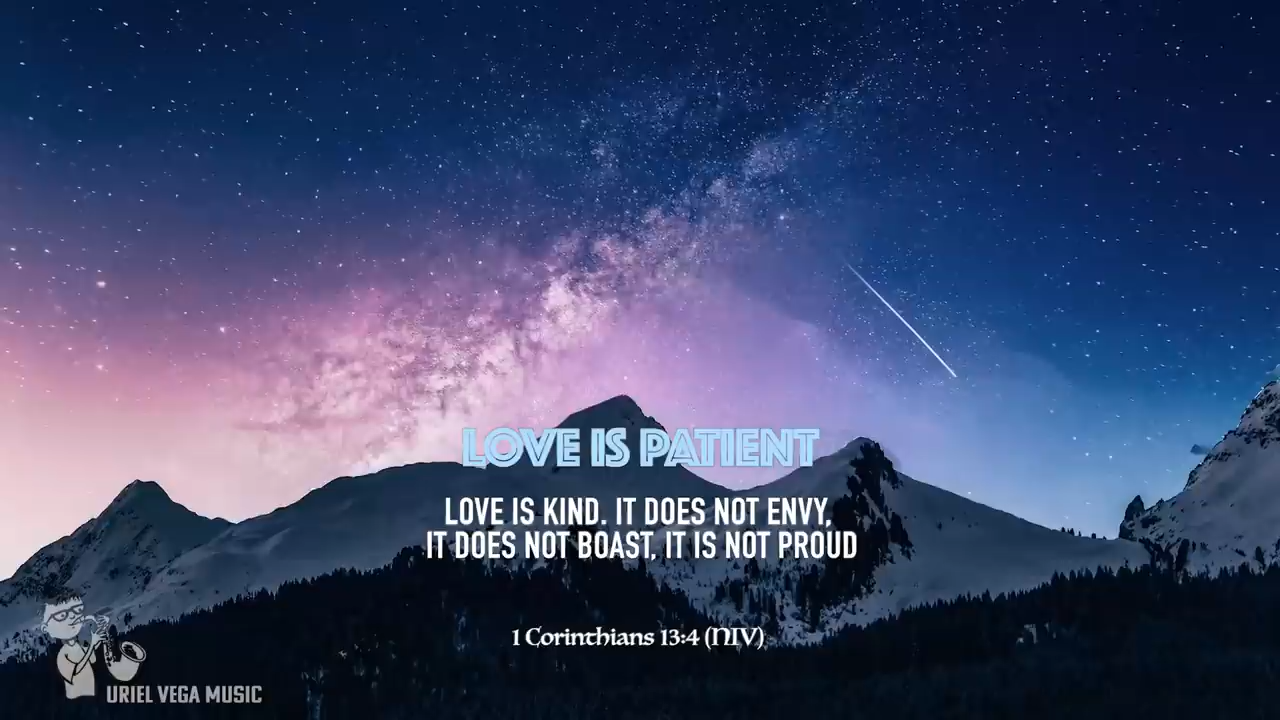 LOVE IS PATIENT
LOVE IS KIND. IT DOES NOT ENVY,
IT DOES NOT BOAST, IT IS NOT PROUD
1 Corinthians 13:4 (NIV)
URIEL VEGA MUSIC